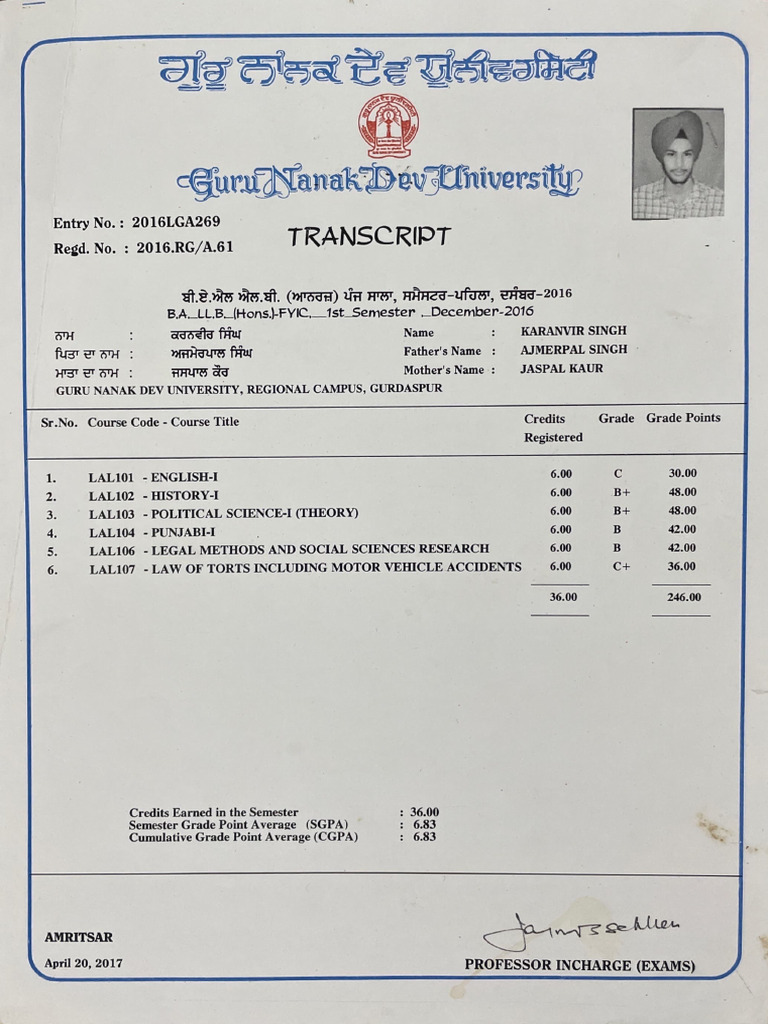 ਗੁਰੂ ਨਾਨਕ ਦੇਵ ਯੂਨੀਵਰਸਿਟੀ
Guru Nanak Dev University
Entry No. : 2016LGA269
Regd. No. : 2016.RG/A.61
TRANSCRIPT
ਬੀ.ਏ.ਐਲ ਐਲ.ਬੀ. (ਆਨਰਜ਼) ਪੰਜ ਸਾਲਾ, ਸਮੈਸਟਰ-ਪਹਿਲਾ, ਦਸੰਬਰ-2016
B.A._LL.B._(Hons.)-FYIC,__1st_Semester_._December-2016
ਨਾਮ : ਕਰਨਵੀਰ ਸਿੰਘ Name : KARANVIR SINGH
ਪਿਤਾ ਦਾ ਨਾਮ : ਅਜਮੇਰਪਾਲ ਸਿੰਘ Father's Name : AJMERPAL SINGH
ਮਾਤਾ ਦਾ ਨਾਮ : ਜਸਪਾਲ ਕੌਰ Mother's Name : JASPAL KAUR
GURU NANAK DEV UNIVERSITY, REGIONAL CAMPUS, GURDASPUR
Sr.No. Course Code - Course Title Credits Registered Grade Grade Points
1. LAL101 - ENGLISH-I 6.00 C 30.00
2. LAL102 - HISTORY-I 6.00 B+ 48.00
3. LAL103 - POLITICAL SCIENCE-I (THEORY) 6.00 B+ 48.00
4. LAL104 - PUNJABI-I 6.00 B 42.00
5. LAL106 - LEGAL METHODS AND SOCIAL SCIENCES RESEARCH 6.00 B 42.00
6. LAL107 - LAW OF TORTS INCLUDING MOTOR VEHICLE ACCIDENTS 6.00 C+ 36.00
36.00 246.00
Credits Earned in the Semester : 36.00
Semester Grade Point Average (SGPA) : 6.83
Cumulative Grade Point Average (CGPA) : 6.83
AMRITSAR
April 20, 2017
PROFESSOR INCHARGE (EXAMS)